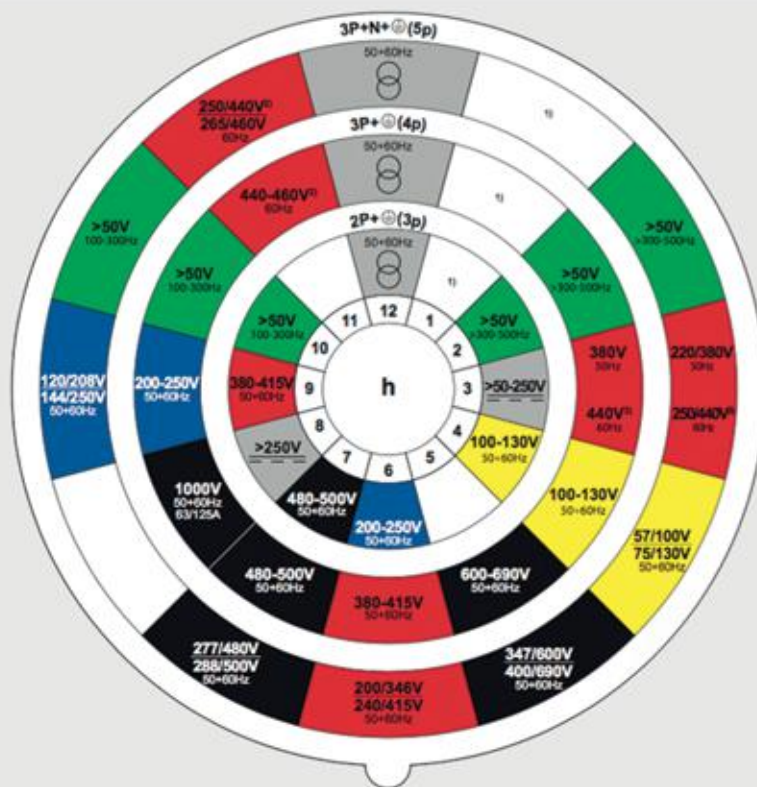 3P+N+⏚(5p)
50+60Hz
1)
>50V
>300-500Hz
220/380V
50Hz
250/440V²⁾
60Hz
57/100V
75/130V
50÷60Hz
347/600V
400/690V
50÷60Hz
200/346V
240/415V
50÷60Hz
277/480V
288/500V
50÷60Hz
120/208V
144/250V
50÷60Hz
>50V
100-300Hz
250/440V²⁾
265/460V
60Hz
3P+⏚(4p)
50+60Hz
1)
>50V
>300-500Hz
380V
50Hz
440V²⁾
60Hz
100-130V
50÷60Hz
600-690V
50÷60Hz
380-415V
50÷60Hz
480-500V
50÷60Hz
1000V
50÷60Hz
63/125A
200-250V
50÷60Hz
>50V
100-300Hz
440-460V²⁾
60Hz
2P+⏚(3p)
50+60Hz
1)
>50V
>300-500Hz
>50-250V
100-130V
50÷60Hz
200-250V
50÷60Hz
480-500V
50÷60Hz
>250V
380-415V
50÷60Hz
>50V
100-300Hz
12
1
2
3
4
5
6
7
8
9
10
11
h